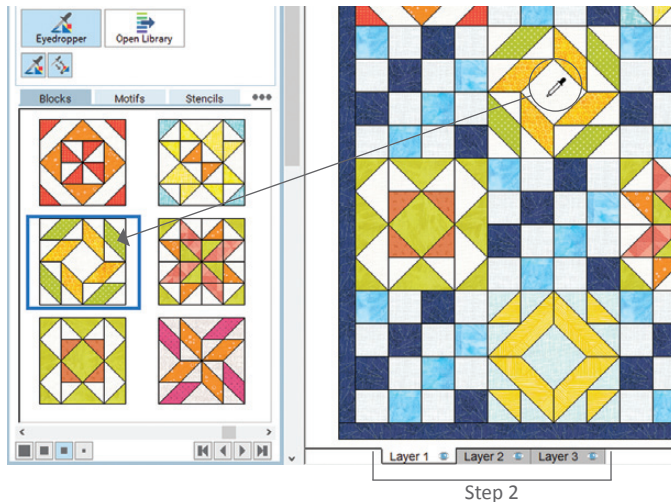 Eyedropper
Open Library
Blocks Motifs Stencils
Layer 1 Layer 2 Layer 3
Step 2